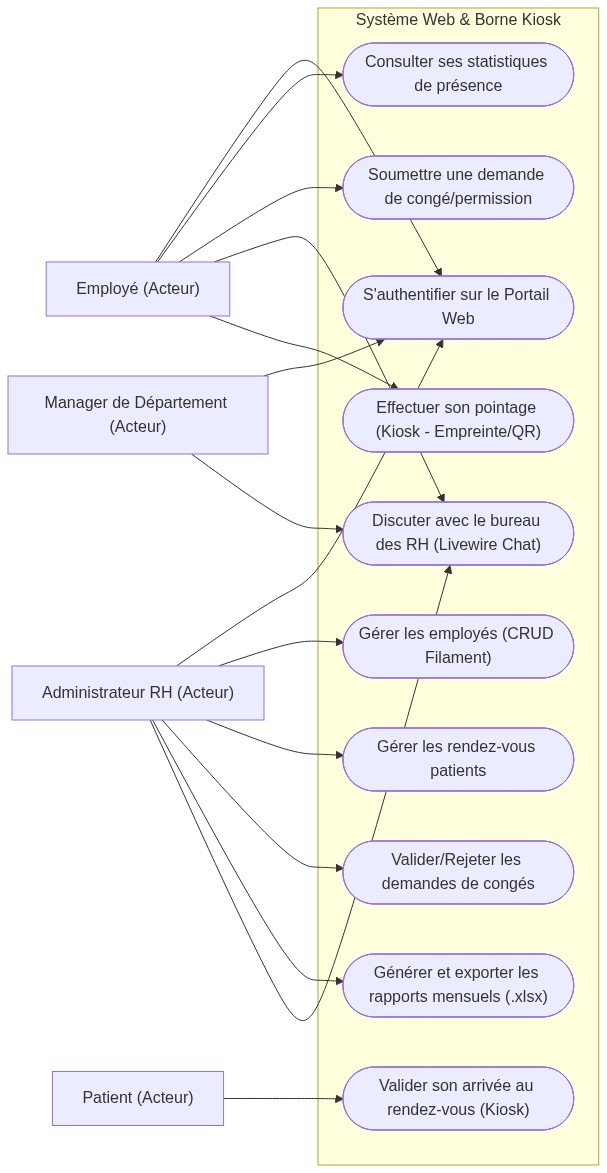 Système Web & Borne Kiosk
Consulter ses statistiques
de présence
Soumettre une demande
de congé/permission
Employé (Acteur)
S'authentifier sur le Portail
Web
Manager de Département
(Acteur)
Effectuer son pointage
(Kiosk - Empreinte/QR)
Discuter avec le bureau
des RH (Livewire Chat)
Gérer les employés (CRUD
Filament)
Administrateur RH (Acteur)
Gérer les rendez-vous
patients
Valider/Rejeter les
demandes de congés
Générer et exporter les
rapports mensuels (.xlsx)
Patient (Acteur)
Valider son arrivée au
rendez-vous (Kiosk)